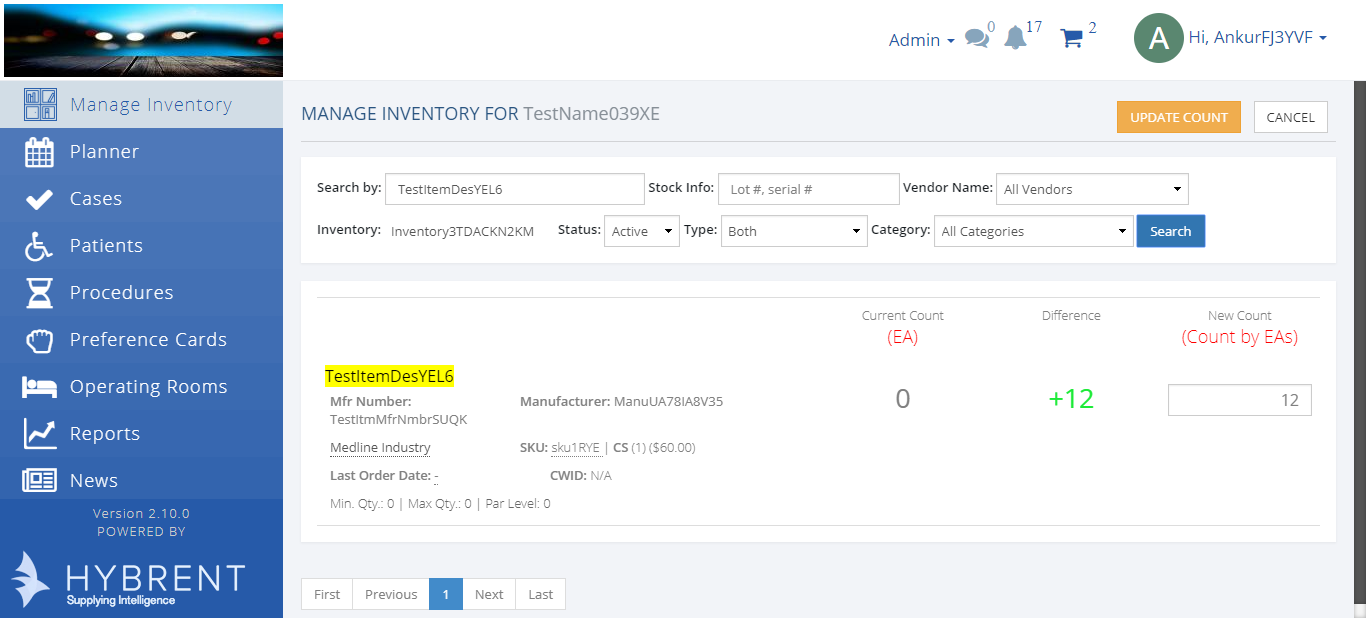 Admin 0 17 2 A Hi, AnkurFJ3YVF
Manage Inventory
Planner
Cases
Patients
Procedures
Preference Cards
Operating Rooms
Reports
News
Version 2.10.0
POWERED BY
HYBRENT
Supplying Intelligence
MANAGE INVENTORY FOR TestName039XE UPDATE COUNT CANCEL
Search by: TestItemDesYEL6 Stock Info: Lot #, serial # Vendor Name: All Vendors
Inventory: Inventory3TDACKN2KM Status: Active Type: Both Category: All Categories Search
Current Count Difference New Count
(EA) (Count by EAs)
TestItemDesYEL6
Mfr Number: Manufacturer: ManuUA78IA8V35 0 +12 12
TestItmMfrNmbrSUQK
Medline Industry SKU: sku1RYE | CS (1) ($60.00)
Last Order Date: - CWID: N/A
Min. Qty.: 0 | Max Qty.: 0 | Par Level: 0
First Previous 1 Next Last